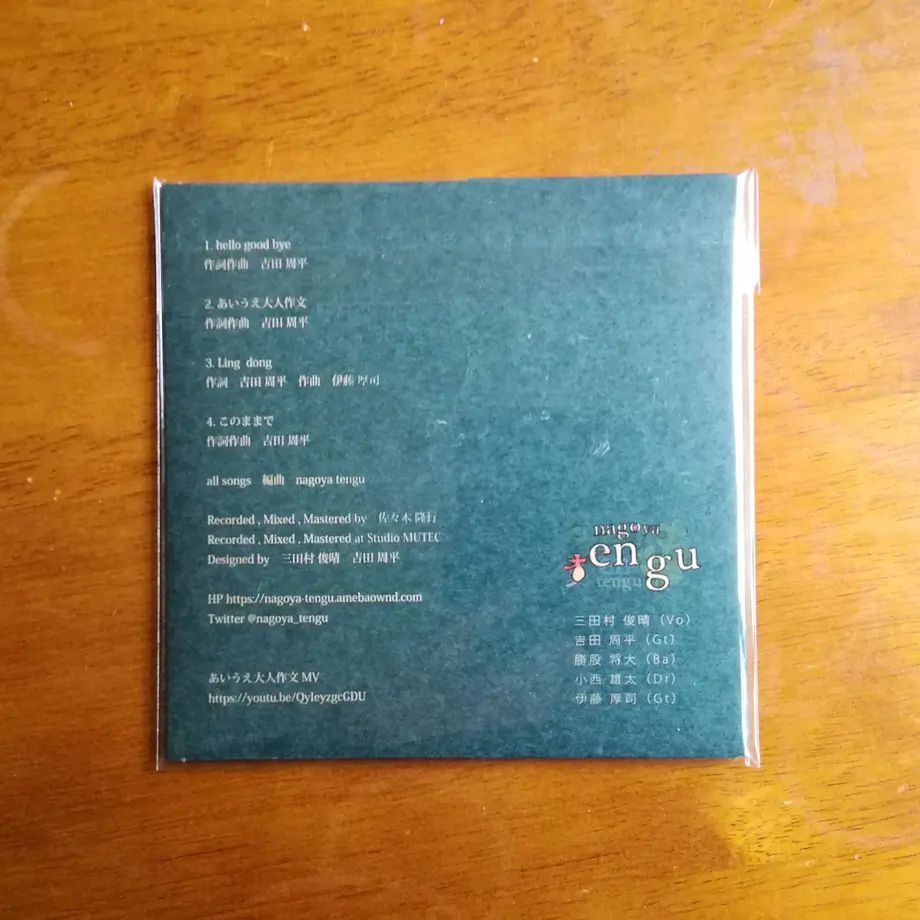 1. hello good bye
作詞作曲　吉田 周平
2. あいうえ大人作文
作詞作曲　吉田 周平
3. Ling dong
作詞　吉田 周平　作曲　伊藤 厚司
4. このままで
作詞作曲　吉田 周平
all songs　編曲　nagoya tengu
Recorded , Mixed , Mastered by　佐々木 隆行
Recorded , Mixed , Mastered at Studio MUTEC
Designed by　三田村 俊晴　吉田 周平
HP https://nagoya-tengu.amebaownd.com
Twitter @nagoya_tengu
あいうえ大人作文 MV
https://youtu.be/QyIeyzgcGDU
nagoya
tengu
tengu
三田村 俊晴（Vo）
吉田 周平（Gt）
勝股 将大（Ba）
小西 雄太（Dr）
伊藤 厚司（Gt）